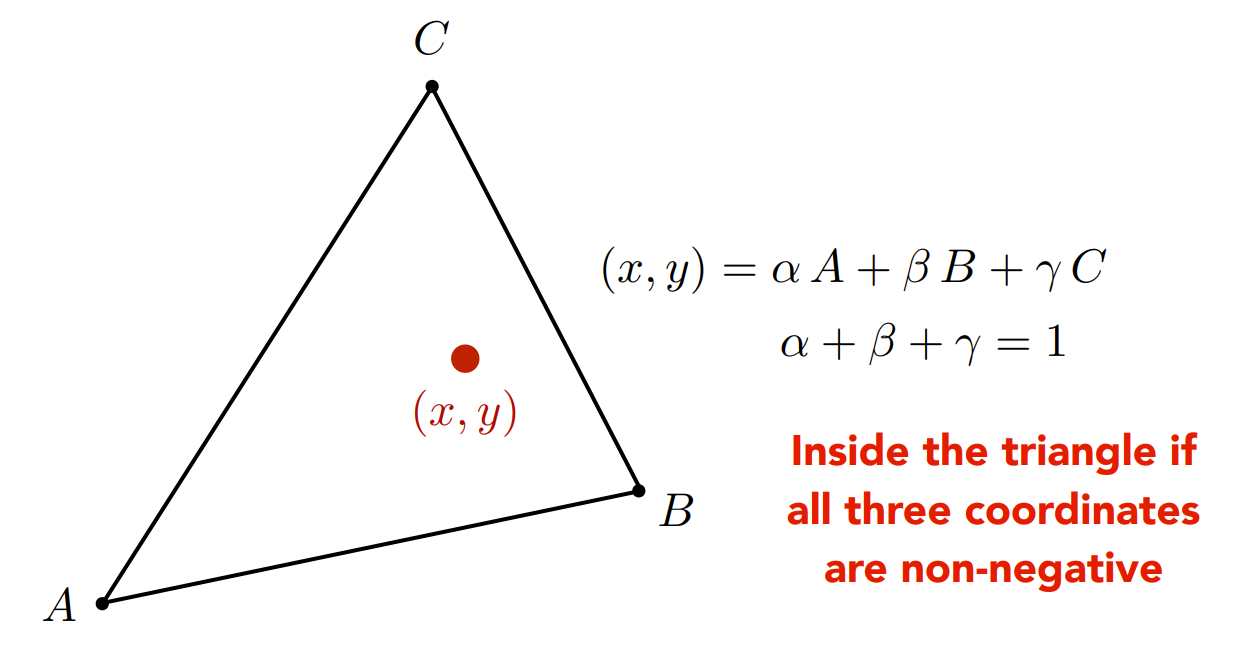 C
(x, y) = α A + β B + γ C
α + β + γ = 1
(x, y)
Inside the triangle if
all three coordinates
are non-negative
B
A